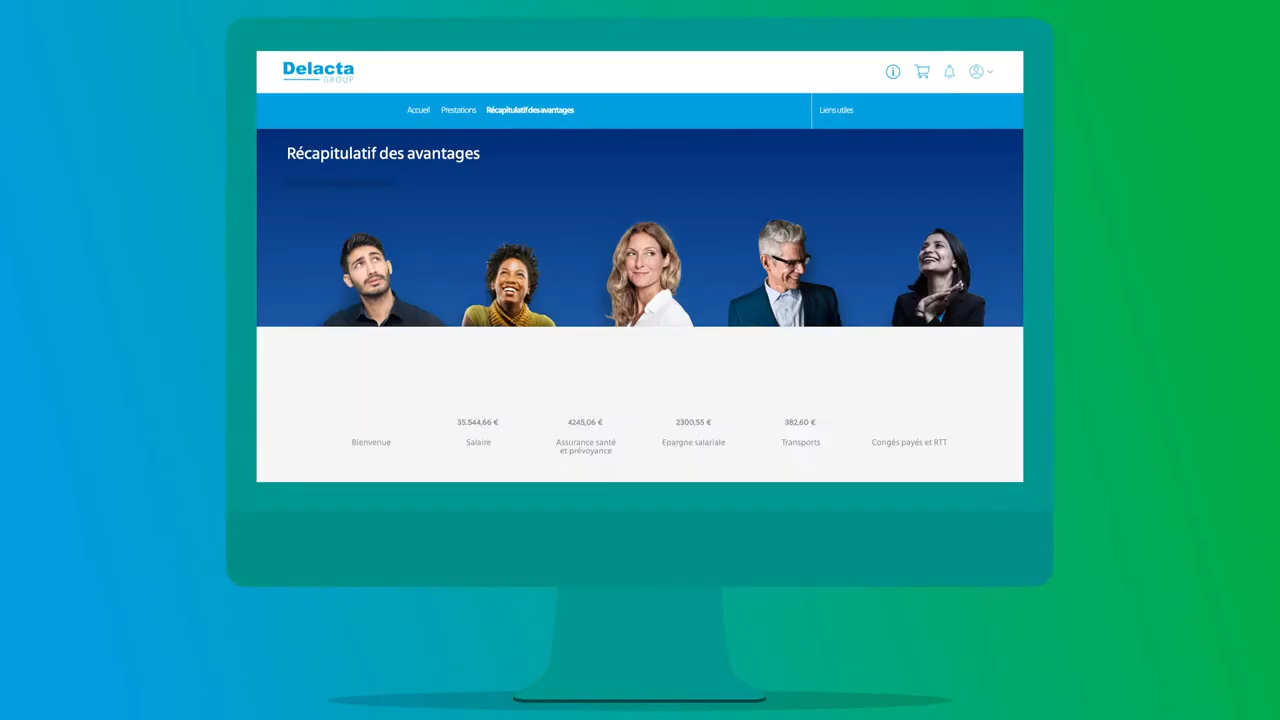 Delacta
GROUP
Accueil Prestations Récapitulatif des avantages Liens utiles
Récapitulatif des avantages
35.544,66 € 4245,06 € 2300,55 € 382,60 €
Bienvenue Salaire Assurance santé Epargne salariale Transports Congés payés et RTT
et prévoyance